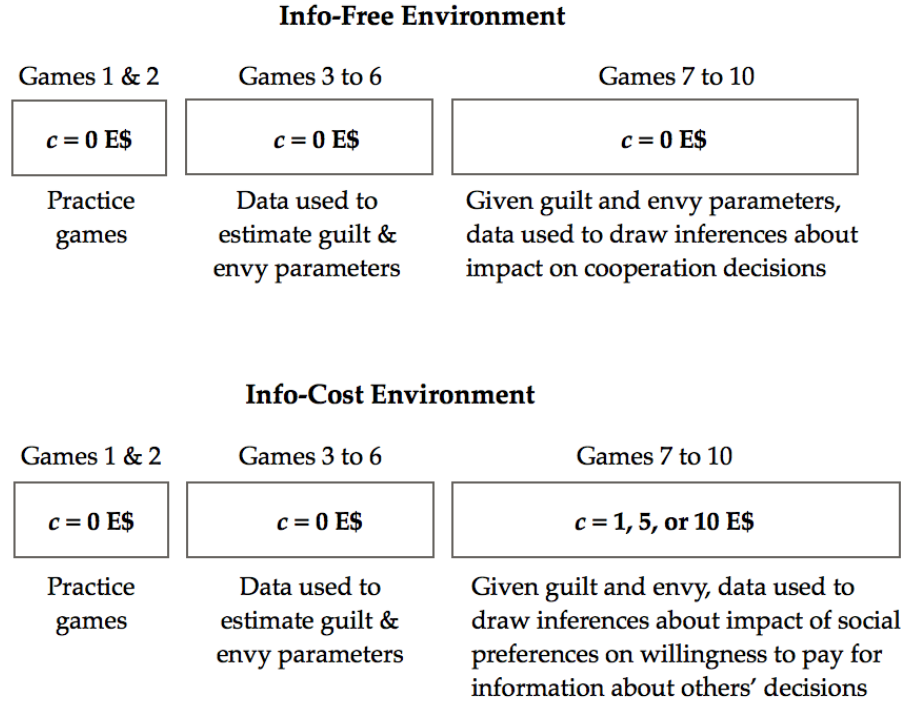 Info-Free Environment
Games 1 & 2
Games 3 to 6
Games 7 to 10
c = 0 E$
c = 0 E$
c = 0 E$
Practice
games
Data used to
estimate guilt &
envy parameters
Given guilt and envy parameters,
data used to draw inferences about
impact on cooperation decisions
Info-Cost Environment
Games 1 & 2
Games 3 to 6
Games 7 to 10
c = 0 E$
c = 0 E$
c = 1, 5, or 10 E$
Practice
games
Data used to
estimate guilt &
envy parameters
Given guilt and envy, data used to
draw inferences about impact of social
preferences on willingness to pay for
information about others’ decisions